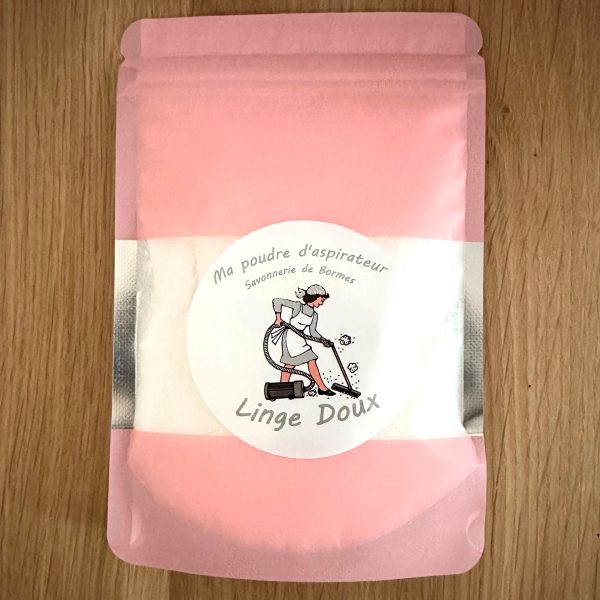 Ma poudre d'aspirateur
Savonnerie de Bormes
Linge Doux